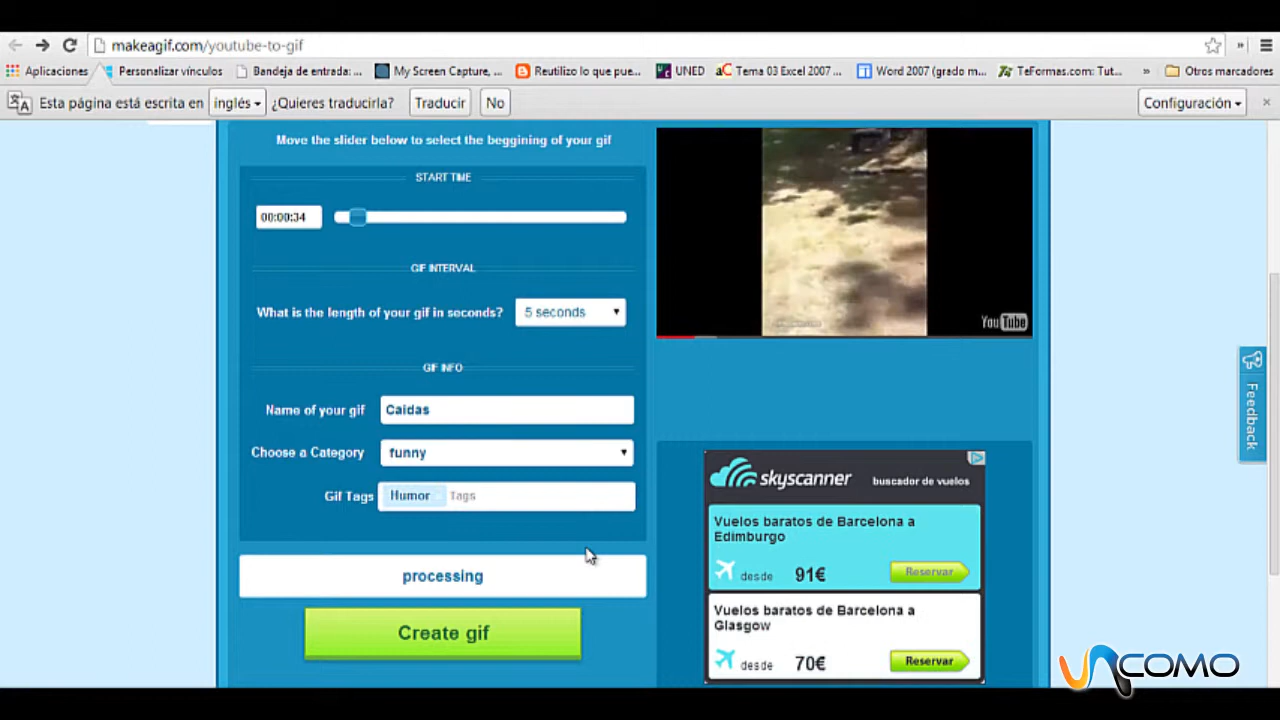 makeagif.com/youtube-to-gif
»
Aplicaciones
Personalizar vínculos
Bandeja de entrada: ...
My Screen Capture, ...
Reutilizo lo que pue...
UNED
Tema 03 Excel 2007 ...
Word 2007 (grado m...
TeFormas.com: Tut...
»
Otros marcadores
Esta página está escrita en
inglés
¿Quieres traducirla?
Traducir
No
Configuración
×
Move the slider below to select the beggining of your gif
START TIME
00:00:34
GIF INTERVAL
What is the length of your gif in seconds?
5 seconds
GIF INFO
Name of your gif
Caidas
Choose a Category
funny
Gif Tags
Humor
Tags
processing
Create gif
YouTube
Feedback
skyscanner
buscador de vuelos
Vuelos baratos de Barcelona a
Edimburgo
desde
91€
Reservar
Vuelos baratos de Barcelona a
Glasgow
desde
70€
Reservar
UNCOMO